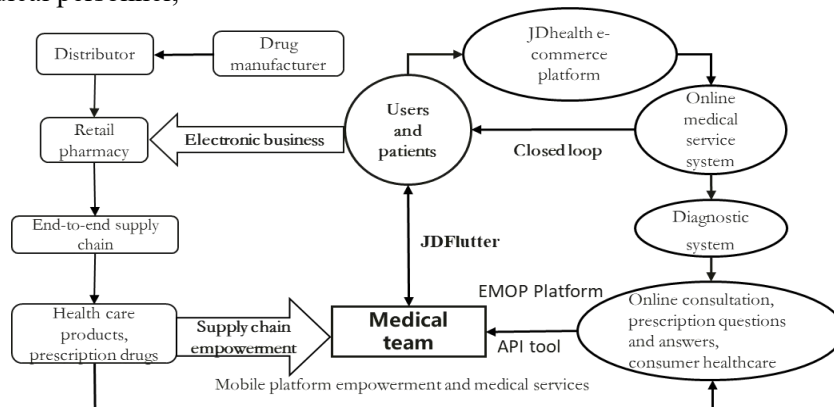 dical personnel,
JDhealth e-
commerce
platform
Distributor
Drug
manufacturer
Users
and
patients
Online
medical
service
system
Retail
pharmacy
Electronic business
Closed loop
End-to-end supply
chain
JDFlutter
Diagnostic
system
EMOP Platform
Health care
products,
prescription drugs
Supply chain
empowerment
Medical
team
API tool
Online consultation,
prescription questions
and answers,
consumer healthcare
Mobile platform empowerment and medical services